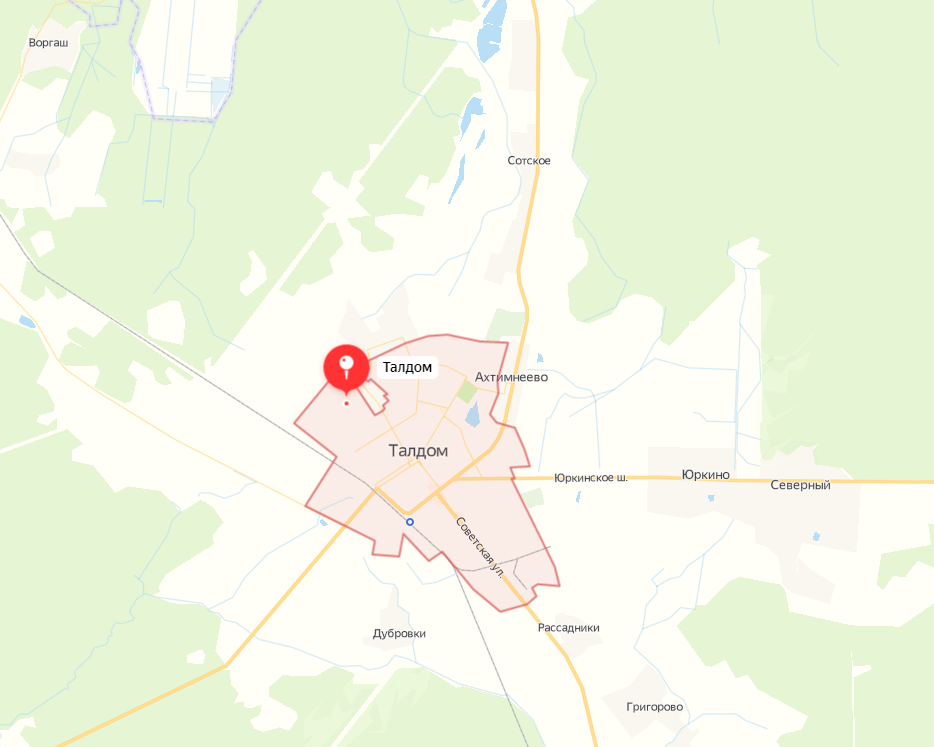 Воргаш
Сотское
Талдом
Ахтимнеево
Талдом
Юркино
Юркинское ш.
Северный
Советская ул.
Рассадники
Дубровки
Григорово